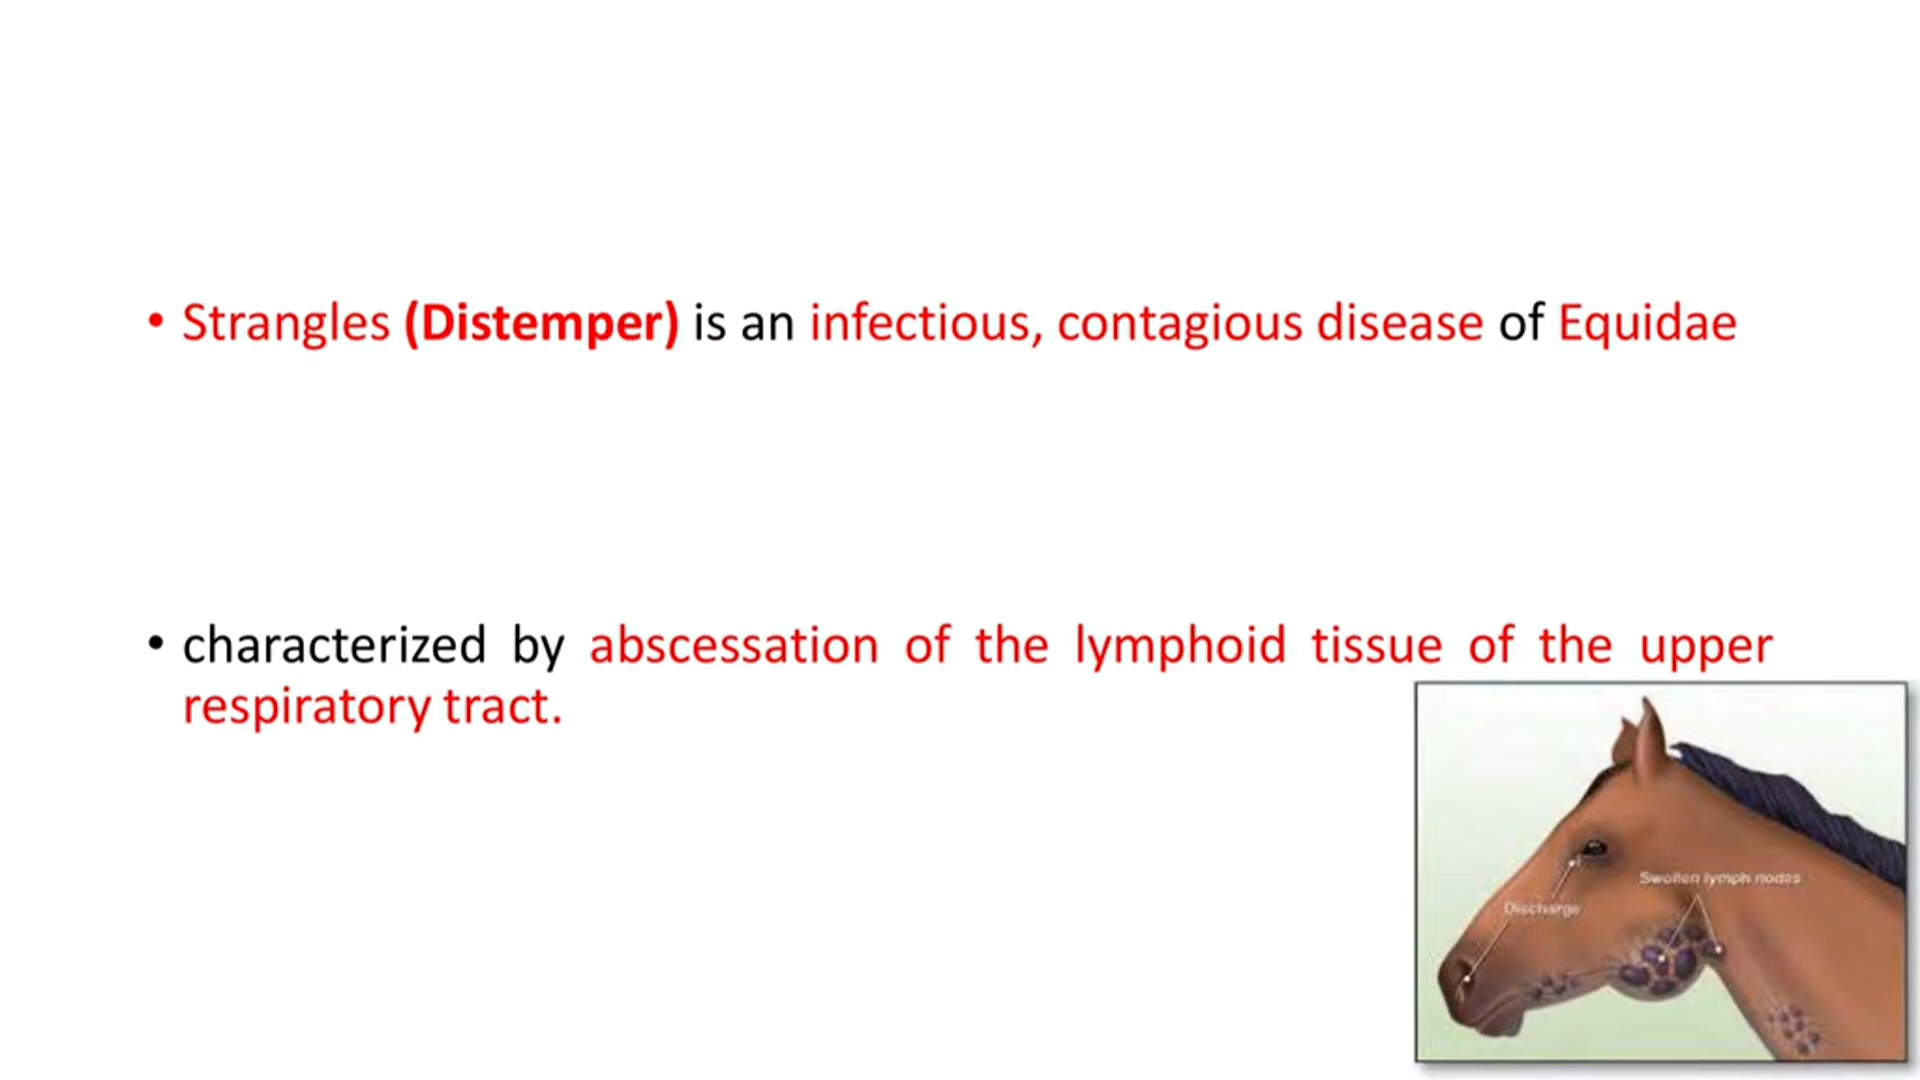 • Strangles (Distemper) is an infectious, contagious disease of Equidae
• characterized by abscessation of the lymphoid tissue of the upper
respiratory tract.
Swollen lymph nodes
Discharge